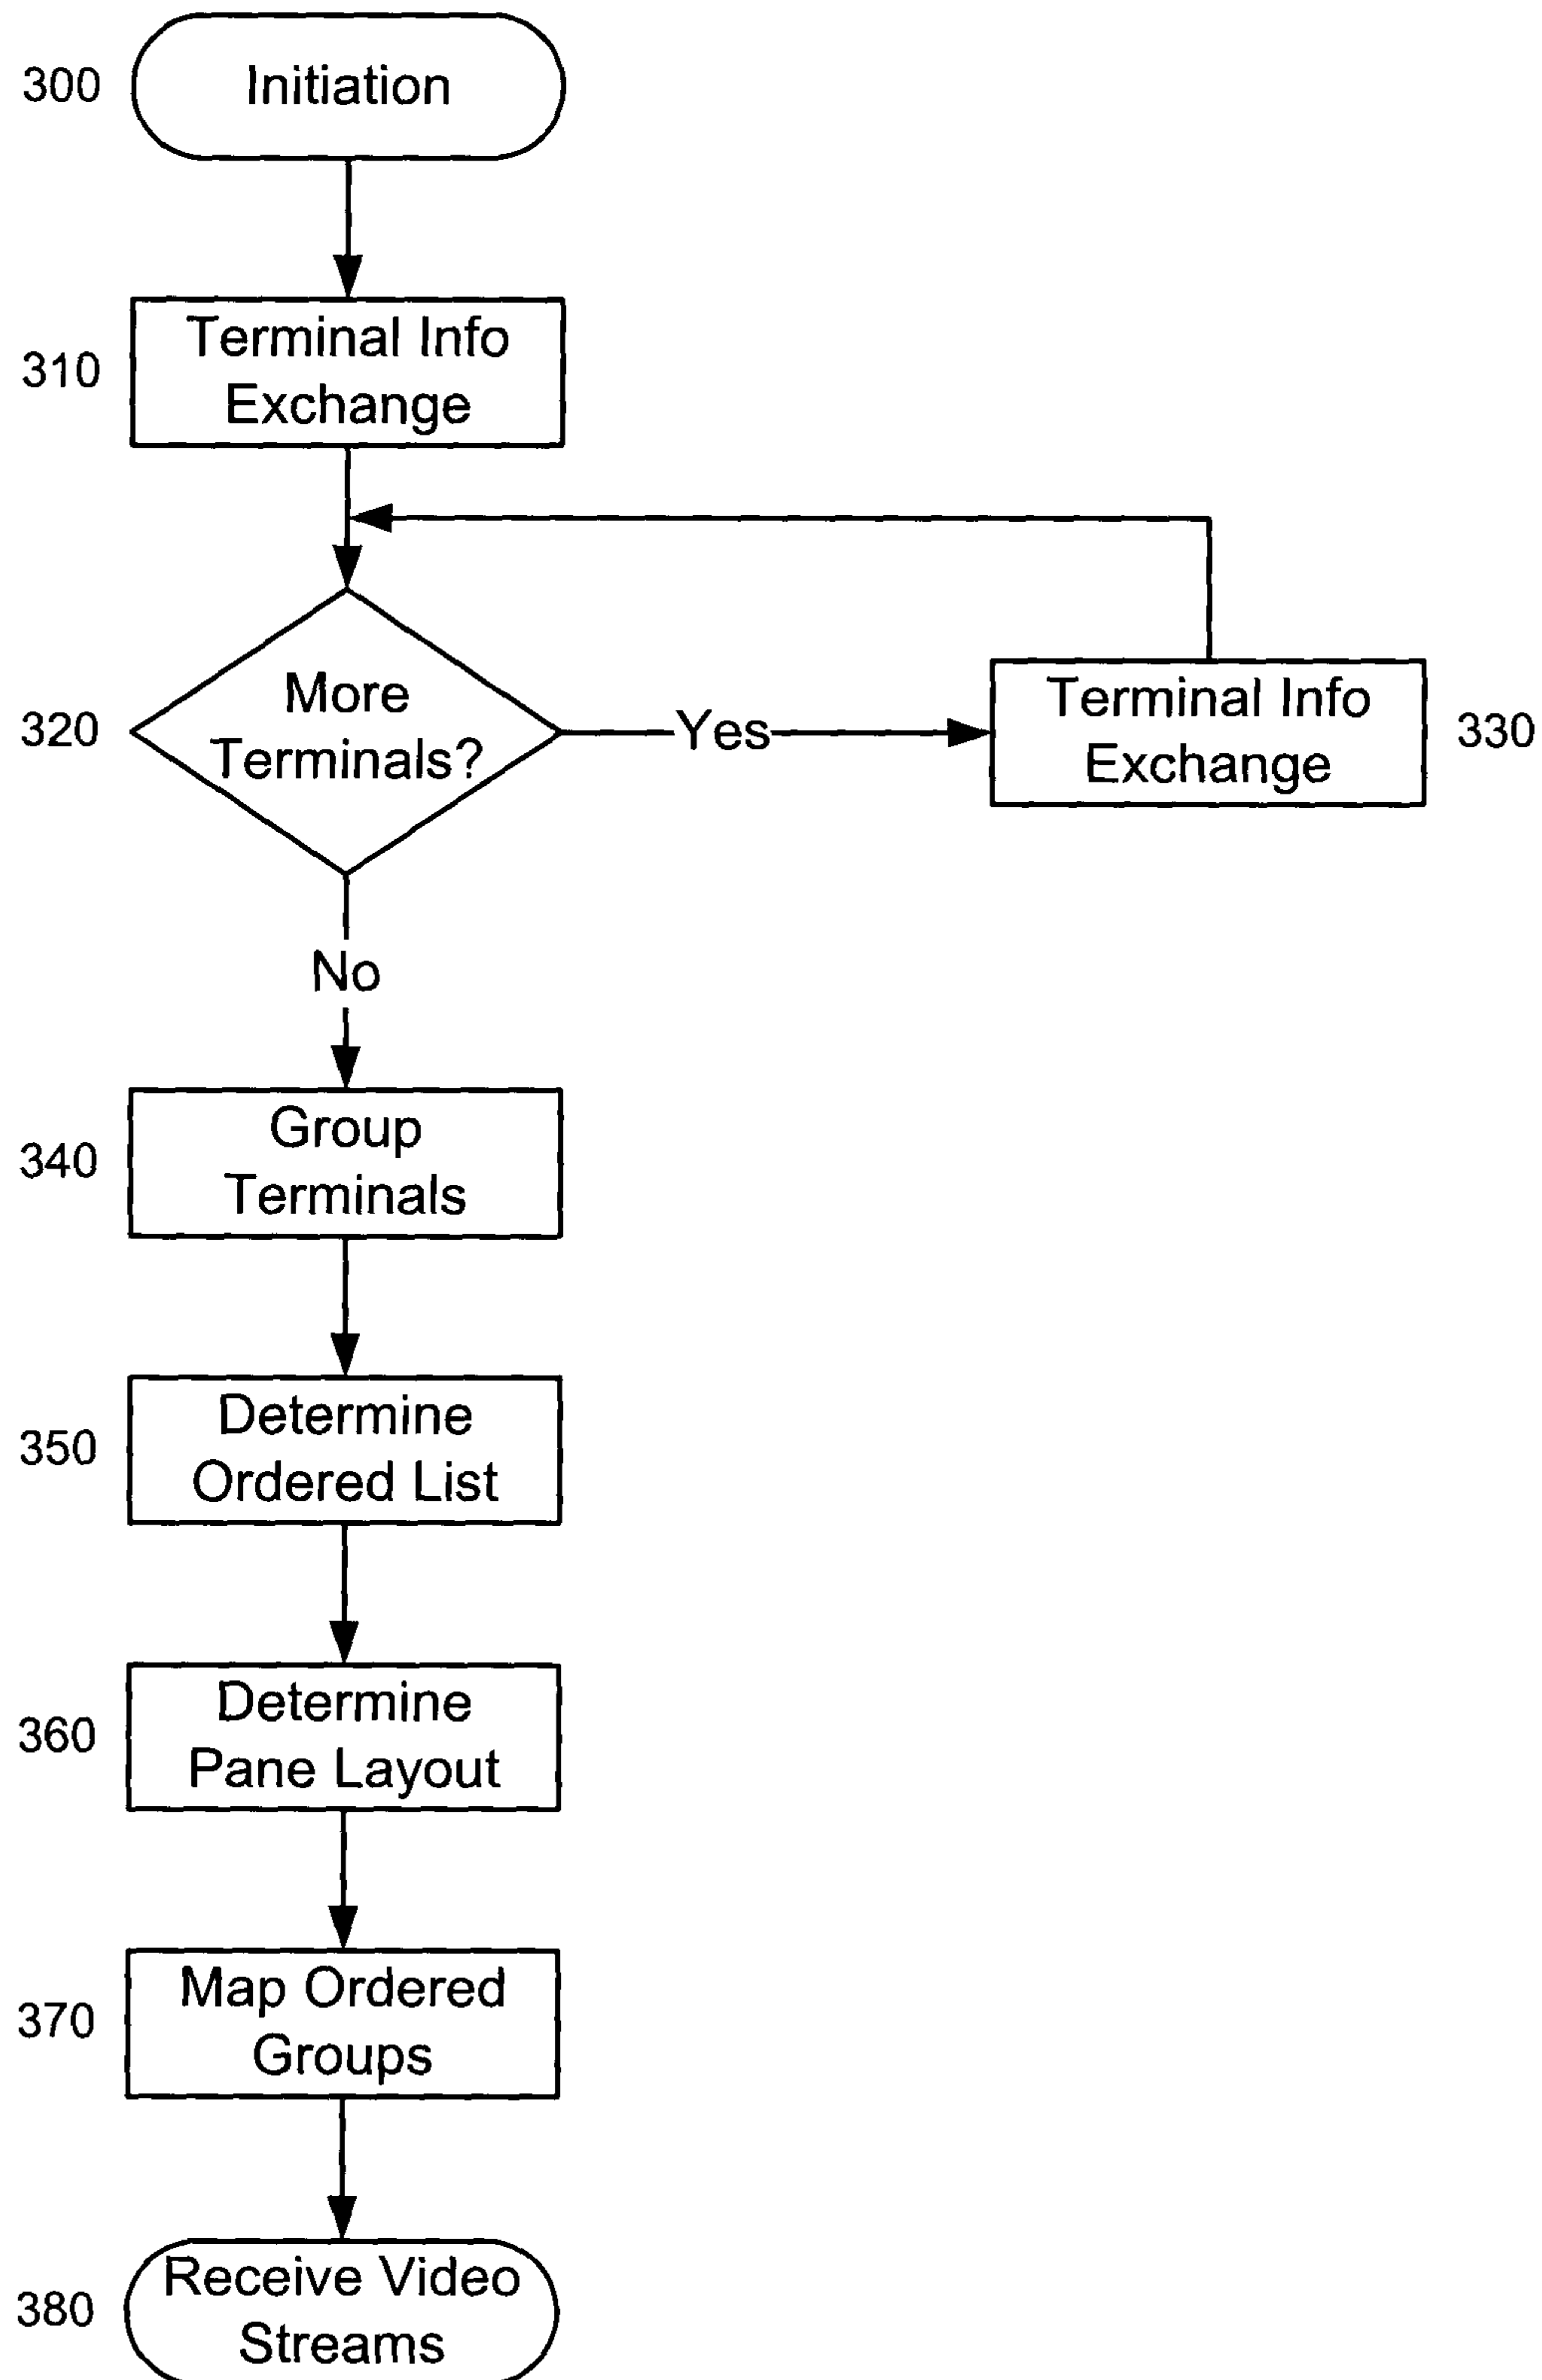 300
Initiation
310
Terminal Info
Exchange
320
More
Terminals?
Yes
Terminal Info
Exchange
330
No
340
Group
Terminals
350
Determine
Ordered List
360
Determine
Pane Layout
370
Map Ordered
Groups
380
Receive Video
Streams